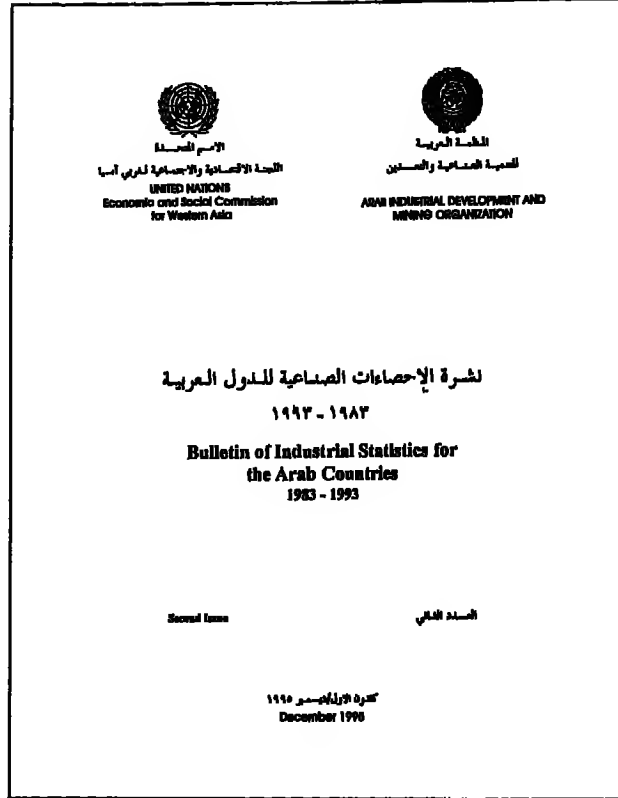 الأمم المتحدة
اللجنة الاقتصادية والاجتماعية لغربي آسيا
UNITED NATIONS
Economic and Social Commission
for Western Asia
المنظمة العربية
للتنمية الصناعية والتعدين
ARAB INDUSTRIAL DEVELOPMENT AND
MINING ORGANIZATION
نشرة الإحصاءات الصناعية للدول العربية
١٩٨٣ - ١٩٩٣
Bulletin of Industrial Statistics for
the Arab Countries
1983 - 1993
Second Issue
العدد الثاني
كانون الأول/ديسمبر ١٩٩٥
December 1995